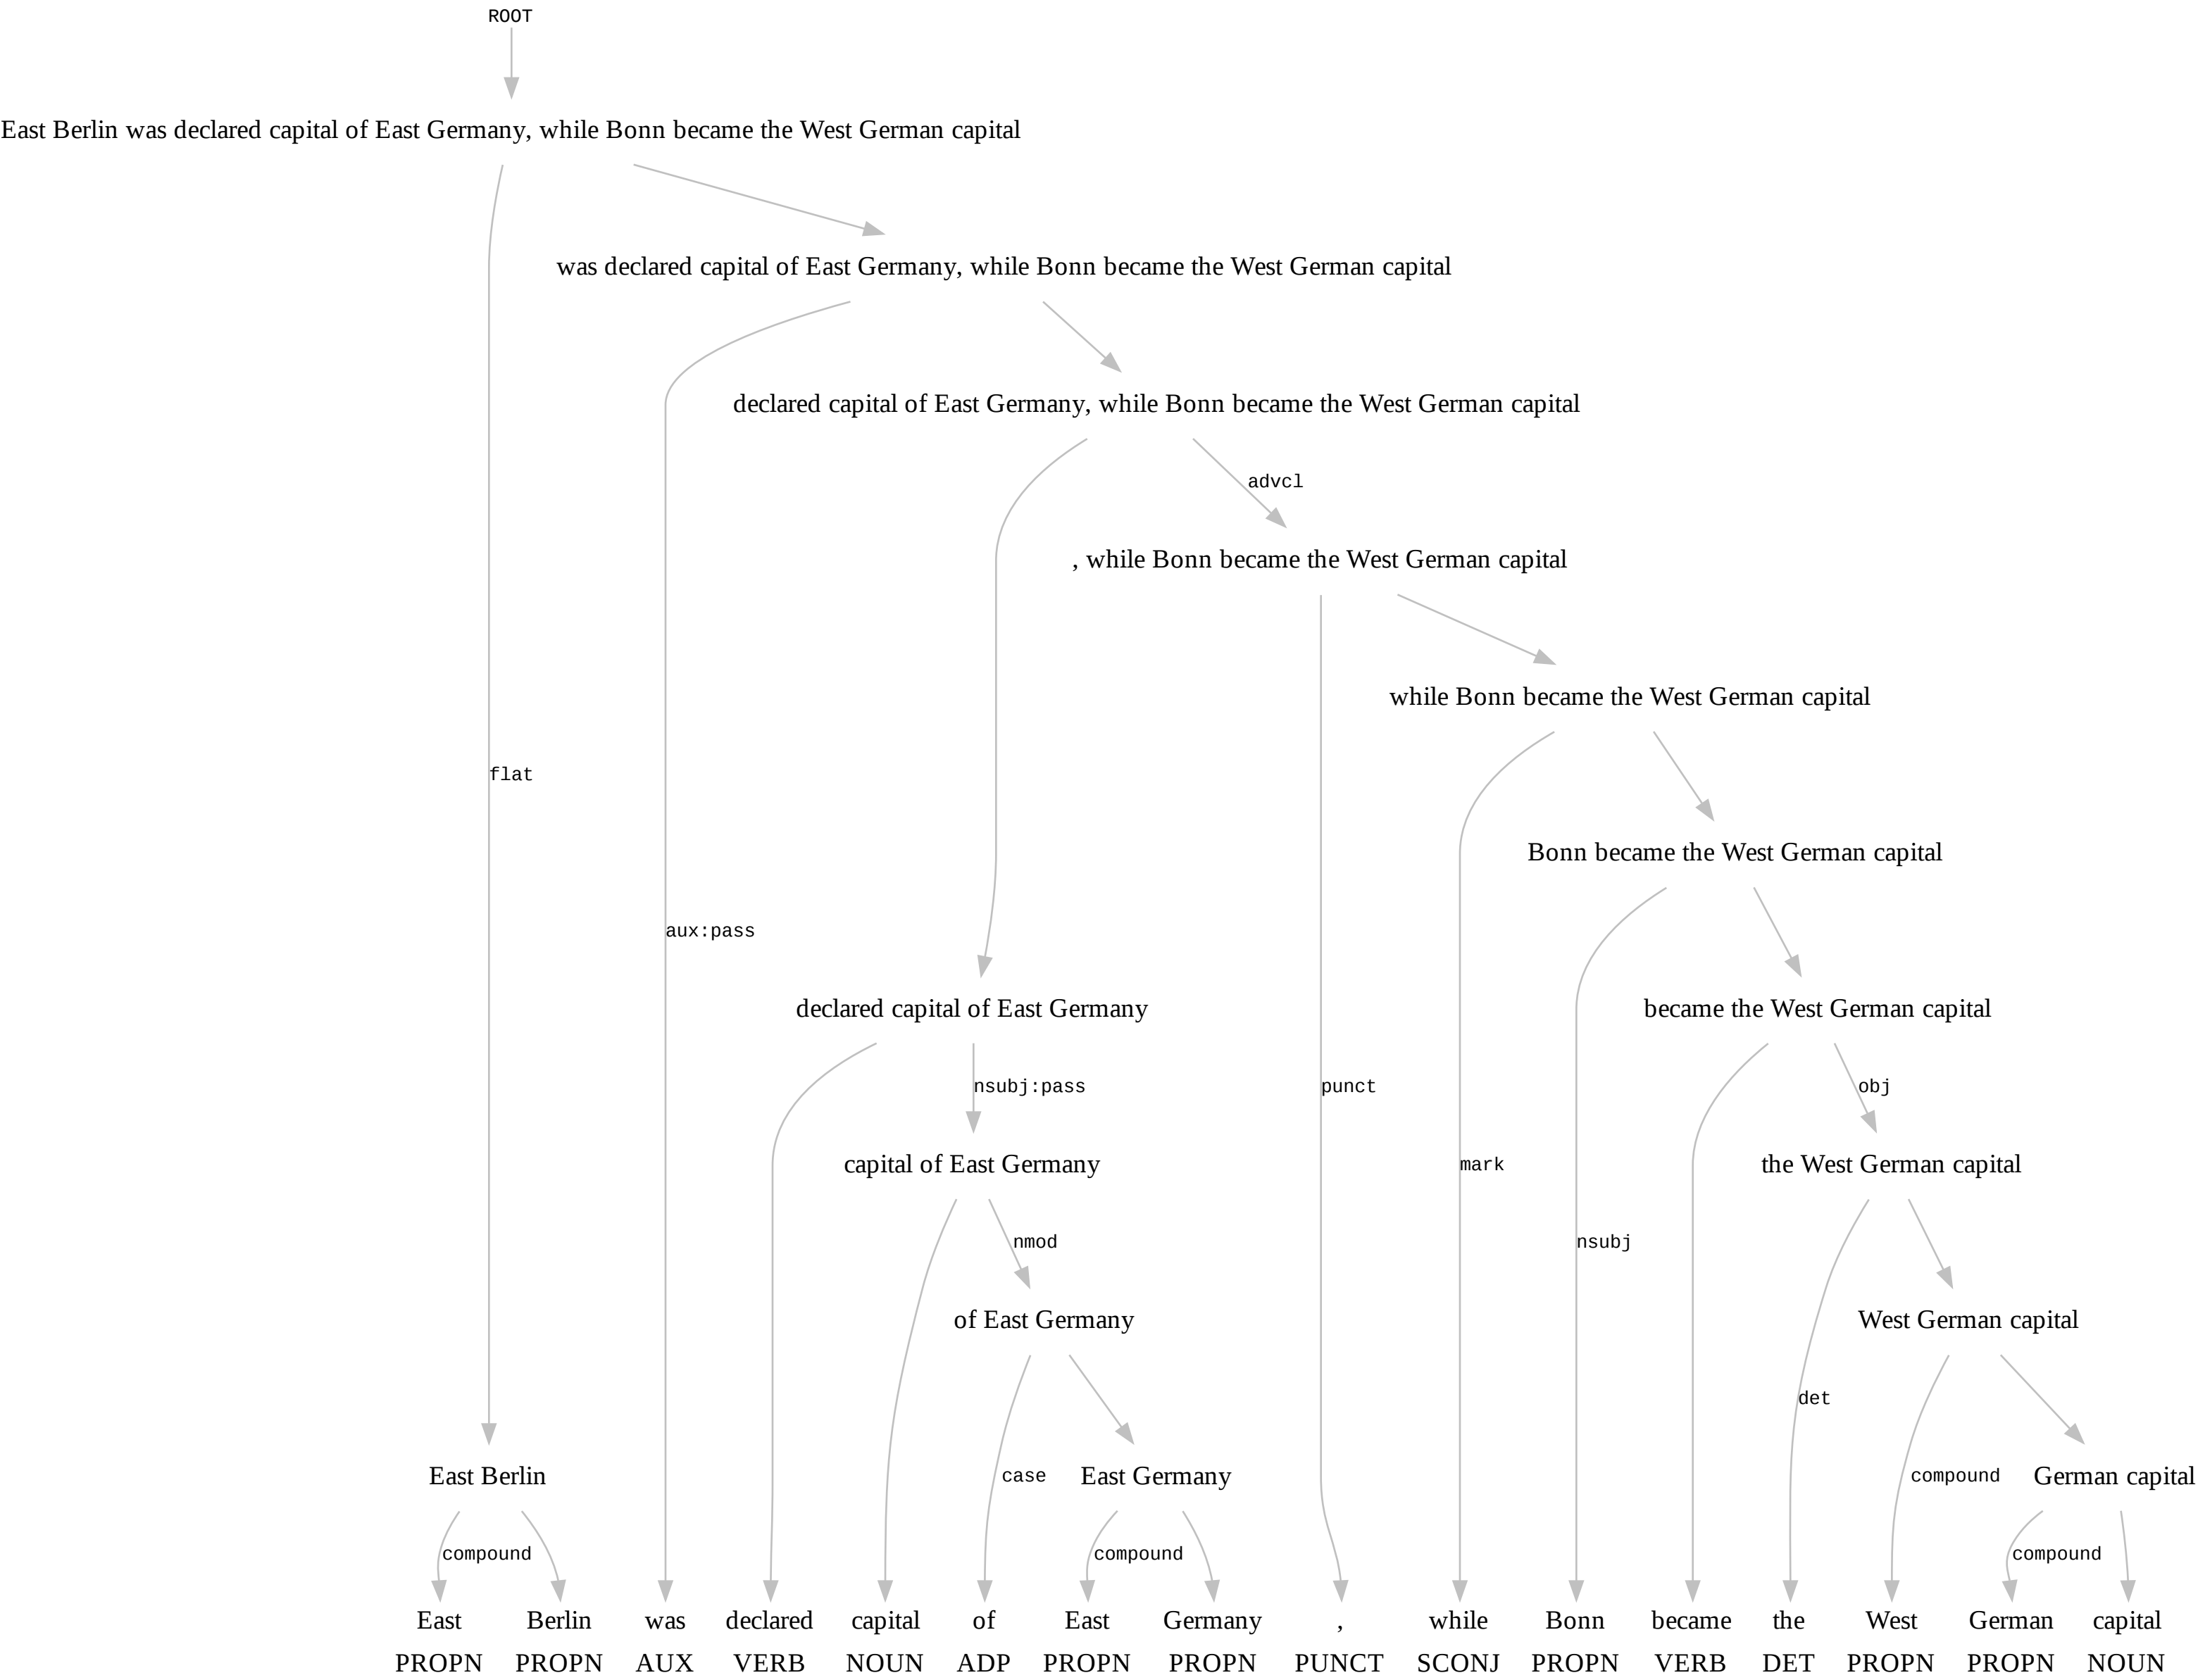 ROOT
East Berlin was declared capital of East Germany, while Bonn became the West German capital
was declared capital of East Germany, while Bonn became the West German capital
declared capital of East Germany, while Bonn became the West German capital
advcl
, while Bonn became the West German capital
while Bonn became the West German capital
flat
Bonn became the West German capital
aux:pass
declared capital of East Germany
became the West German capital
nsubj:pass
punct
obj
capital of East Germany
mark
the West German capital
nmod
nsubj
of East Germany
West German capital
det
East Berlin
case
East Germany
compound
German capital
compound
compound
compound
East Berlin was declared capital of East Germany , while Bonn became the West German capital
PROPN PROPN AUX VERB NOUN ADP PROPN PROPN PUNCT SCONJ PROPN VERB DET PROPN PROPN NOUN